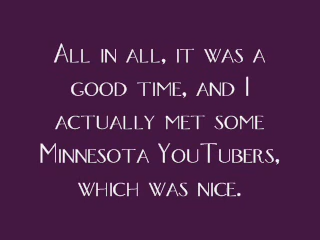 All in all, it was a
good time, and I
actually met some
Minnesota YouTubers,
which was nice.